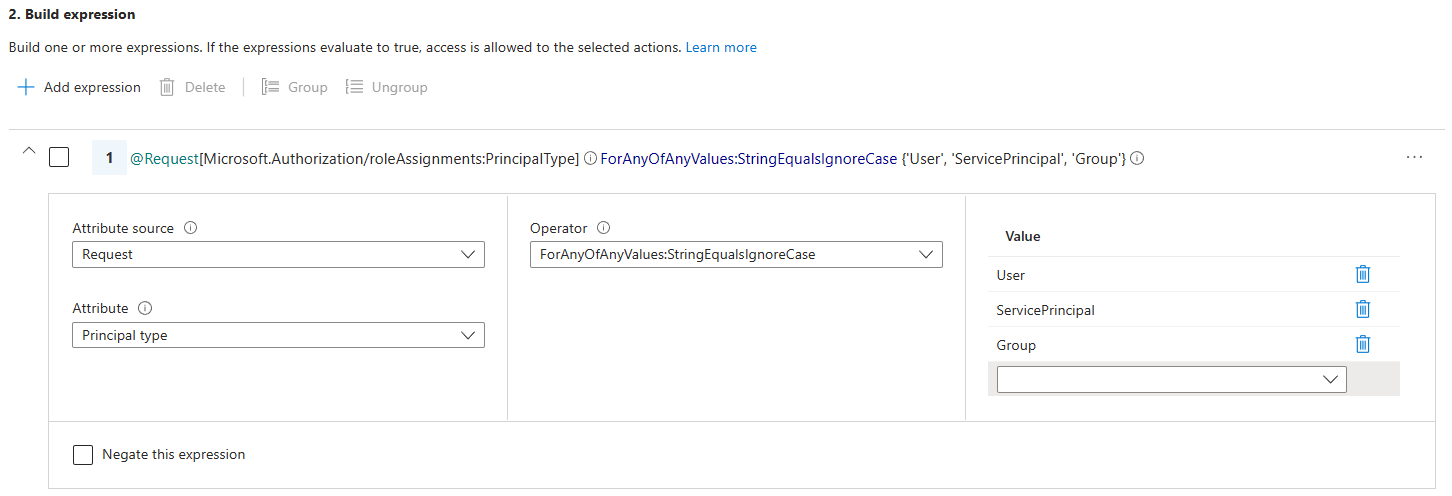 2. Build expression
Build one or more expressions. If the expressions evaluate to true, access is allowed to the selected actions. Learn more
Add expression Delete Group Ungroup
1 @Request[Microsoft.Authorization/roleAssignments:PrincipalType] ForAnyOfAnyValues:StringEqualsIgnoreCase {'User', 'ServicePrincipal', 'Group'}
Attribute source
Request
Attribute
Principal type
Operator
ForAnyOfAnyValues:StringEqualsIgnoreCase
Value
User
ServicePrincipal
Group
Negate this expression